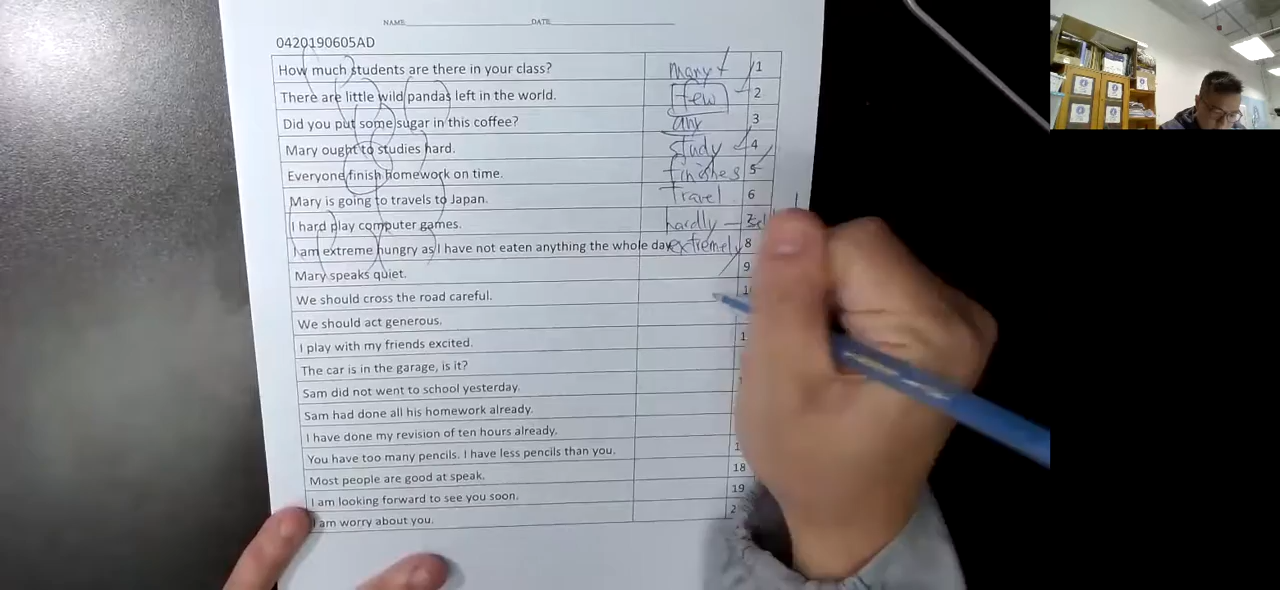 NAME DATE
0420190605AD
How much students are there in your class? many 1
There are little wild pandas left in the world. few 2
Did you put some sugar in this coffee? any 3
Mary ought to studies hard. study 4
Everyone finish homework on time. finishes 5
Mary is going to travels to Japan. Travel 6
I hard play computer games. hardly 7
I am extreme hungry as I have not eaten anything the whole day. extremely 8
Mary speaks quiet. 9
We should cross the road careful.
We should act generous.
I play with my friends excited.
The car is in the garage, is it?
Sam did not went to school yesterday.
Sam had done all his homework already.
I have done my revision of ten hours already.
You have too many pencils. I have less pencils than you.
Most people are good at speak. 18
I am looking forward to see you soon. 19
I am worry about you.